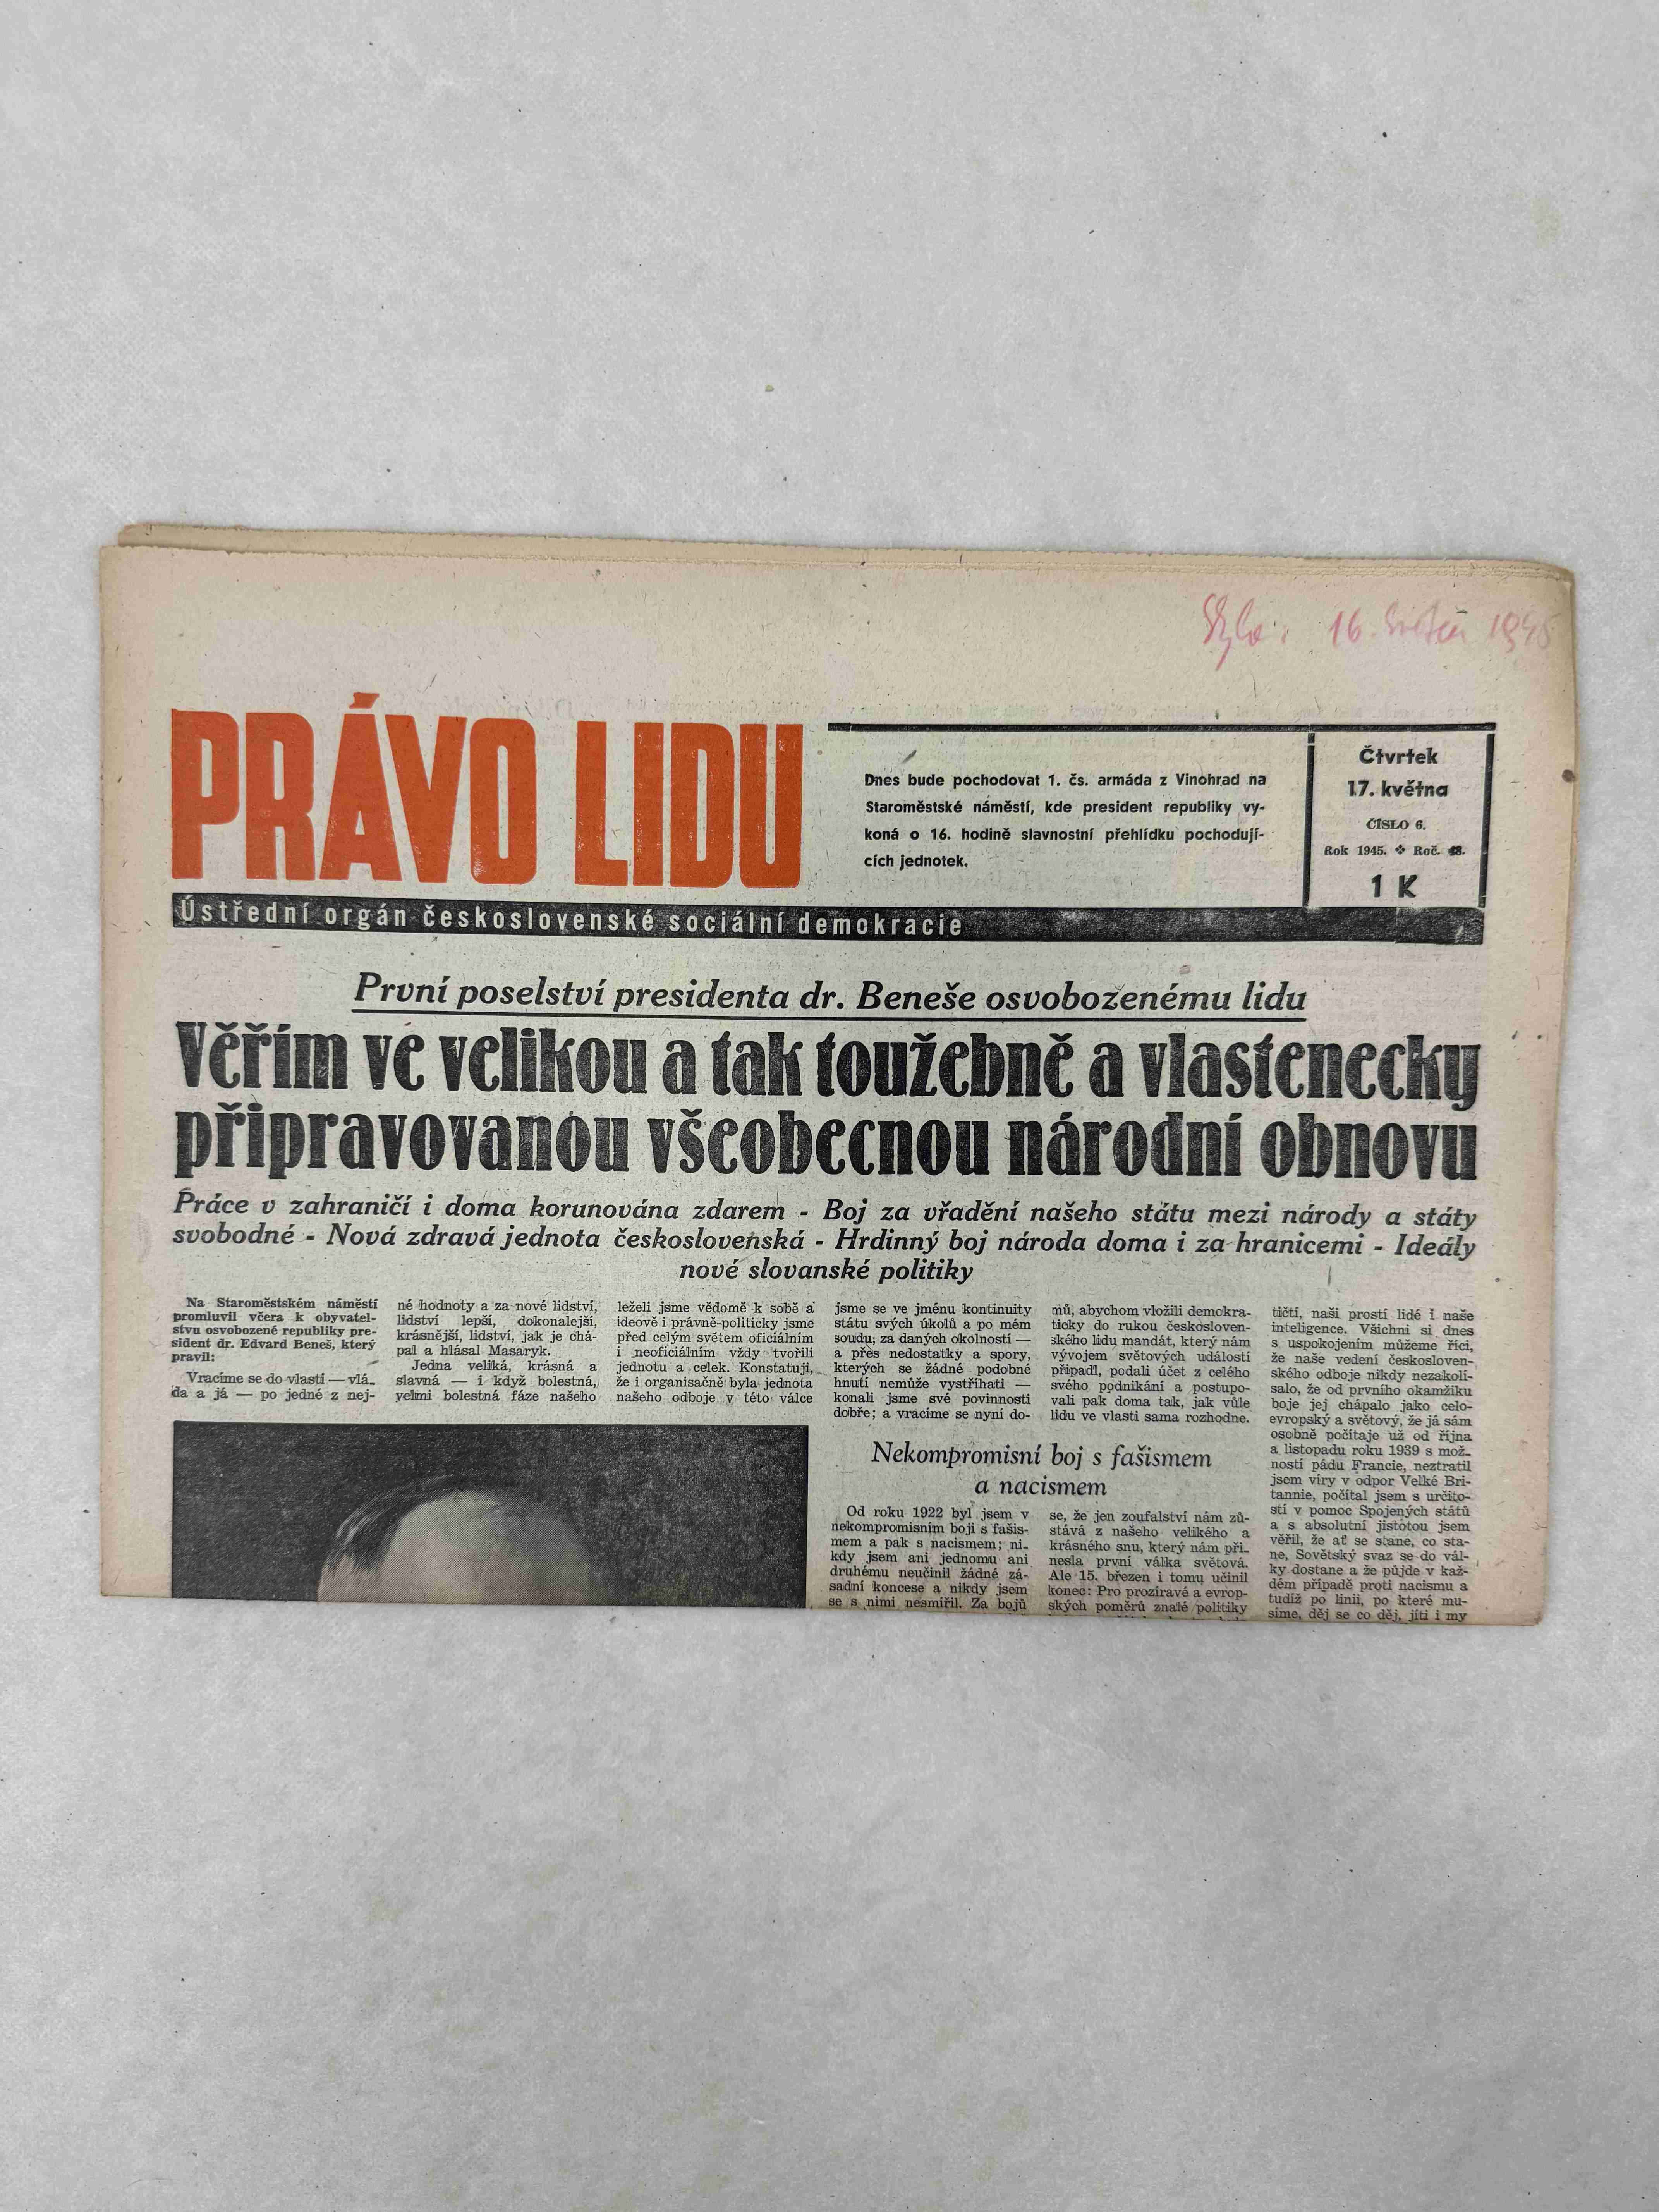 16. květen 1945
PRÁVO LIDU
Dnes bude pochodovat 1. čs. armáda z Vinohrad na
Staroměstské náměstí, kde president republiky vy-
koná o 16. hodině slavnostní přehlídku pochodují-
cích jednotek.
Čtvrtek
17. května
ČÍSLO 6.
Rok 1945. ❖ Roč. 48.
1 K
Ústřední orgán československé sociální demokracie
První poselství presidenta dr. Beneše osvobozenému lidu
Věřím ve velikou a tak toužebně a vlastenecky
připravovanou všeobecnou národní obnovu
Práce v zahraničí i doma korunována zdarem - Boj za vřadění našeho státu mezi národy a státy
svobodné - Nová zdravá jednota československá - Hrdinný boj národa doma i za hranicemi - Ideály
nové slovanské politiky
Na Staroměstském náměstí
promluvil včera k obyvatel-
stvu osvobozené republiky pre-
sident dr. Edvard Beneš, který
pravil:
Vracíme se do vlasti — vlá-
da a já — po jedné z nej-
né hodnoty a za nové lidství,
lidství lepší, dokonalejší,
krásnější, lidství, jak je chá-
pal a hlásal Masaryk.
Jedna veliká, krásná a
slavná — i když bolestná,
velmi bolestná fáze našeho
leželi jsme vědomě k sobě a
ideově i právně-politicky jsme
před celým světem oficiálním
i neoficiálním vždy tvořili
jednotu a celek. Konstatuji,
že i organisačně byla jednota
našeho odboje v této válce
jsme se ve jménu kontinuity
státu svých úkolů a po mém
soudu, za daných okolností —
a přes nedostatky a spory,
kterých se žádné podobné
hnutí nemůže vystříhati —
konali jsme své povinnosti
dobře; a vracíme se nyní do-
mů, abychom vložili demokra-
ticky do rukou českosloven-
ského lidu mandát, který nám
vývojem světových událostí
připadl, podali účet z celého
svého podnikání a postupo-
vali pak doma tak, jak vůle
lidu ve vlasti sama rozhodne.
Nekompromisní boj s fašismem
a nacismem
Od roku 1922 byl jsem v
nekompromisním boji s fašis-
mem a pak s nacismem; ni-
kdy jsem ani jednomu ani
druhému neučinil žádné zá-
sadní koncese a nikdy jsem
se s nimi nesmířil. Za bojů
se, že jen zoufalství nám zů-
stává z našeho velikého a
krásného snu, který nám při-
nesla první válka světová.
Ale 15. březen i tomu učinil
konec: Pro prozíravé a evrop-
ských poměrů znalé politiky
tičtí, naši prostí lidé i naše
inteligence. Všichni si dnes
s uspokojením můžeme říci,
že naše vedení českosloven-
ského odboje nikdy nezakolí-
salo, že od prvního okamžiku
boje jej chápalo jako celo-
evropský a světový, že já sám
osobně počítaje už od října
a listopadu roku 1939 s mož-
ností pádu Francie, neztratil
jsem víry v odpor Velké Bri-
tannie, počítal jsem s určito-
stí v pomoc Spojených států
a s absolutní jistotou jsem
věřil, že ať se stane, co sta-
ne, Sovětský svaz se do vál-
ky dostane a že půjde v kaž-
dém případě proti nacismu a
tudíž po linii, po které mu-
síme, děj se co děj, jíti i my